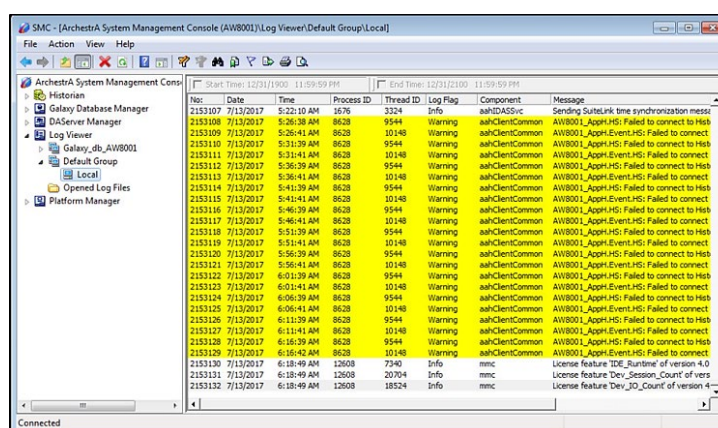 SMC - [ArchestrA System Management Console (AW8001)\Log Viewer\Default Group\Local]
File Action View Help
ArchestrA System Management Cons
Historian
Galaxy Database Manager
DAServer Manager
Log Viewer
Galaxy_db_AW8001
Default Group
Local
Opened Log Files
Platform Manager
Start Time: 12/31/1900 11:59:59 PM End Time: 12/31/2100 11:59:59 PM
No: Date Time Process ID Thread ID Log Flag Component Message
2153107 7/13/2017 5:22:10 AM 1676 3324 Info aahIDASSvc Sending SuiteLink time synchronization messa
2153108 7/13/2017 5:26:38 AM 8628 9544 Warning aahClientCommon AW8001_AppH.HS: Failed to connect to Hist
2153109 7/13/2017 5:26:41 AM 8628 10148 Warning aahClientCommon AW8001_AppH.Event.HS: Failed to connect
2153110 7/13/2017 5:31:39 AM 8628 9544 Warning aahClientCommon AW8001_AppH.HS: Failed to connect to Hist
2153111 7/13/2017 5:31:41 AM 8628 10148 Warning aahClientCommon AW8001_AppH.Event.HS: Failed to connect
2153112 7/13/2017 5:36:39 AM 8628 9544 Warning aahClientCommon AW8001_AppH.HS: Failed to connect to Hist
2153113 7/13/2017 5:36:41 AM 8628 10148 Warning aahClientCommon AW8001_AppH.Event.HS: Failed to connect
2153114 7/13/2017 5:41:39 AM 8628 9544 Warning aahClientCommon AW8001_AppH.HS: Failed to connect to Hist
2153115 7/13/2017 5:41:41 AM 8628 10148 Warning aahClientCommon AW8001_AppH.Event.HS: Failed to connect
2153116 7/13/2017 5:46:39 AM 8628 9544 Warning aahClientCommon AW8001_AppH.HS: Failed to connect to Hist
2153117 7/13/2017 5:46:41 AM 8628 10148 Warning aahClientCommon AW8001_AppH.Event.HS: Failed to connect
2153118 7/13/2017 5:51:39 AM 8628 9544 Warning aahClientCommon AW8001_AppH.HS: Failed to connect to Hist
2153119 7/13/2017 5:51:41 AM 8628 10148 Warning aahClientCommon AW8001_AppH.Event.HS: Failed to connect
2153120 7/13/2017 5:56:39 AM 8628 9544 Warning aahClientCommon AW8001_AppH.HS: Failed to connect to Hist
2153121 7/13/2017 5:56:41 AM 8628 10148 Warning aahClientCommon AW8001_AppH.Event.HS: Failed to connect
2153122 7/13/2017 6:01:39 AM 8628 9544 Warning aahClientCommon AW8001_AppH.HS: Failed to connect to Hist
2153123 7/13/2017 6:01:41 AM 8628 10148 Warning aahClientCommon AW8001_AppH.Event.HS: Failed to connect
2153124 7/13/2017 6:06:39 AM 8628 9544 Warning aahClientCommon AW8001_AppH.HS: Failed to connect to Hist
2153125 7/13/2017 6:06:41 AM 8628 10148 Warning aahClientCommon AW8001_AppH.Event.HS: Failed to connect
2153126 7/13/2017 6:11:39 AM 8628 9544 Warning aahClientCommon AW8001_AppH.HS: Failed to connect to Hist
2153127 7/13/2017 6:11:41 AM 8628 10148 Warning aahClientCommon AW8001_AppH.Event.HS: Failed to connect
2153128 7/13/2017 6:16:39 AM 8628 9544 Warning aahClientCommon AW8001_AppH.HS: Failed to connect to Hist
2153129 7/13/2017 6:16:42 AM 8628 10148 Warning aahClientCommon AW8001_AppH.Event.HS: Failed to connect
2153130 7/13/2017 6:18:49 AM 12608 7340 Info mmc License feature 'IDE_Runtime' of version 4.0
2153131 7/13/2017 6:18:49 AM 12608 20704 Info mmc License feature 'Dev_Session_Count' of vers
2153132 7/13/2017 6:18:49 AM 12608 18524 Info mmc License feature 'Dev_IO_Count' of version 4
Connected